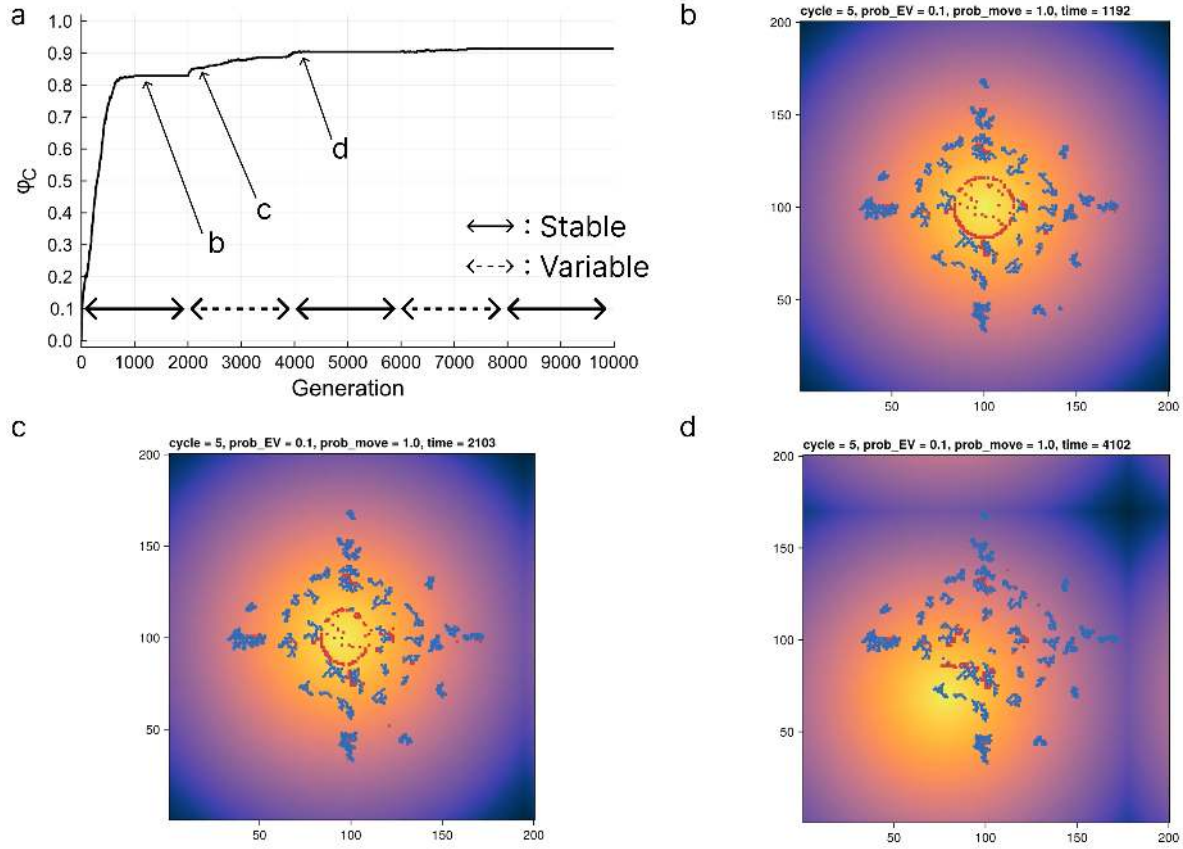 a
1.0
0.9
0.8
0.7
0.6
0.5
0.4
0.3
0.2
0.1
0.0
φC
b
c
d
: Stable
: Variable
0 1000 2000 3000 4000 5000 6000 7000 8000 9000 10000
Generation
b
cycle = 5, prob_EV = 0.1, prob_move = 1.0, time = 1192
200
150
100
50
50 100 150 200
c
cycle = 5, prob_EV = 0.1, prob_move = 1.0, time = 2103
200
150
100
50
50 100 150 200
d
cycle = 5, prob_EV = 0.1, prob_move = 1.0, time = 4102
200
150
100
50
50 100 150 200